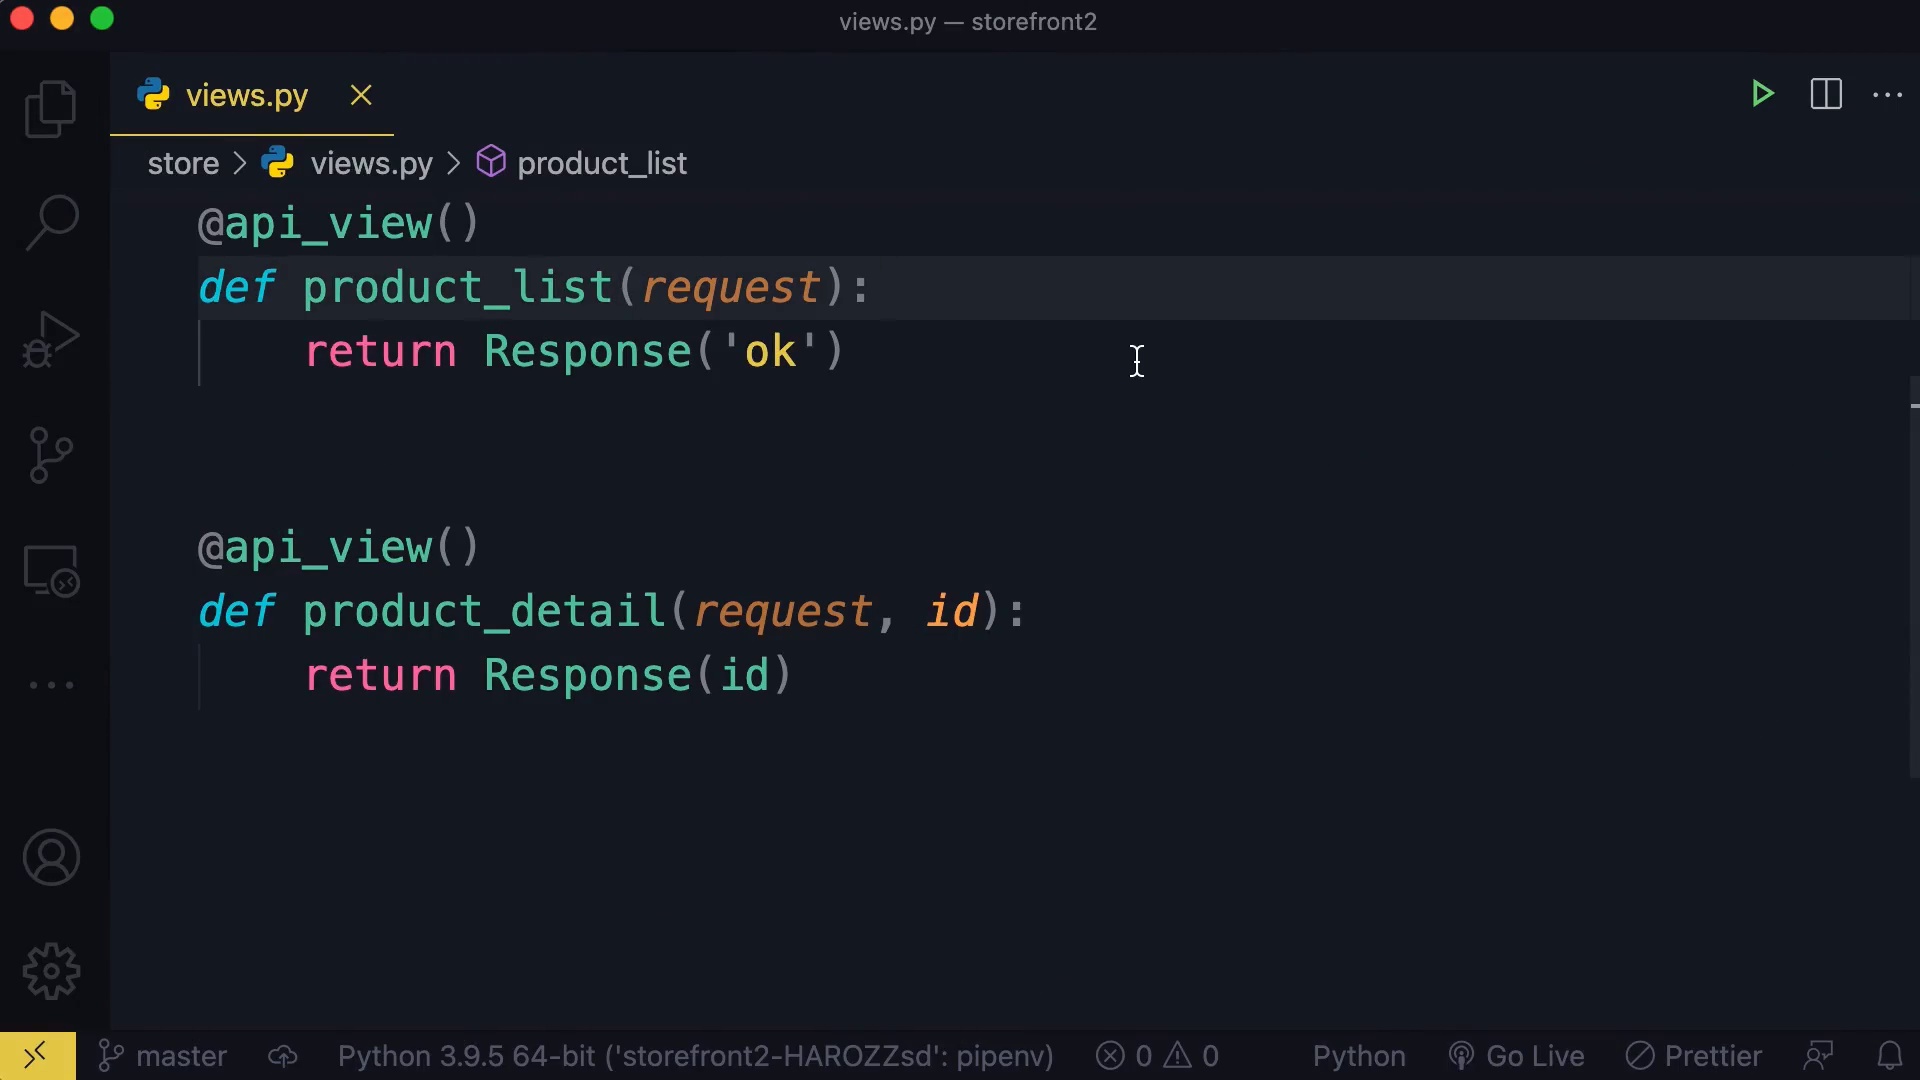 views.py — storefront2
views.py
store > views.py > product_list
@api_view()
def product_list(request):
    return Response('ok')
@api_view()
def product_detail(request, id):
    return Response(id)
master Python 3.9.5 64-bit ('storefront2-HAROZZsd': pipenv) 0 0 Python Go Live Prettier